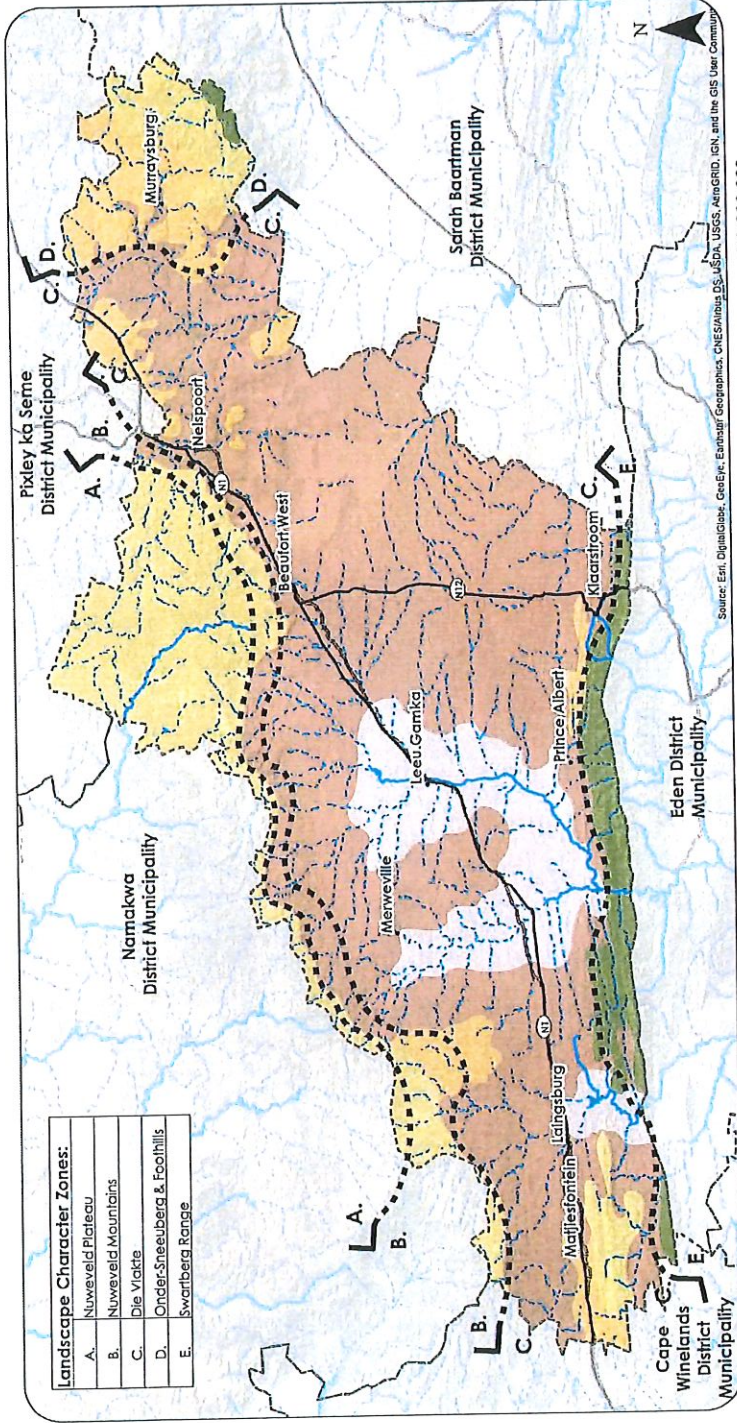 Landscape Character Zones:
A. Nuweveld Plateau
B. Nuweveld Mountains
C. Die Vlakte
D. Onder-Sneeuberg & Foothills
E. Swartberg Range
Namakwa
District Municipality
Pixley ka Seme
District Municipality
Sarah Baartman
District Municipality
Eden District
Municipality
Cape
Winelands
District
Municipality
A.
B.
B.
C.
A.
B.
C.
C.
D.
D.
C.
C.
E.
C.
E.
Murraysburg
Nelspoort
N1
Beaufort West
N12
Klaarstroom
Prince Albert
Leeu Gamka
Merweville
N1
Laingsburg
Matjiesfontein
N
Source: Esri, DigitalGlobe, GeoEye, Earthstar Geographics, CNES/Airbus DS, USDA, USGS, AeroGRID, IGN, and the GIS User Community